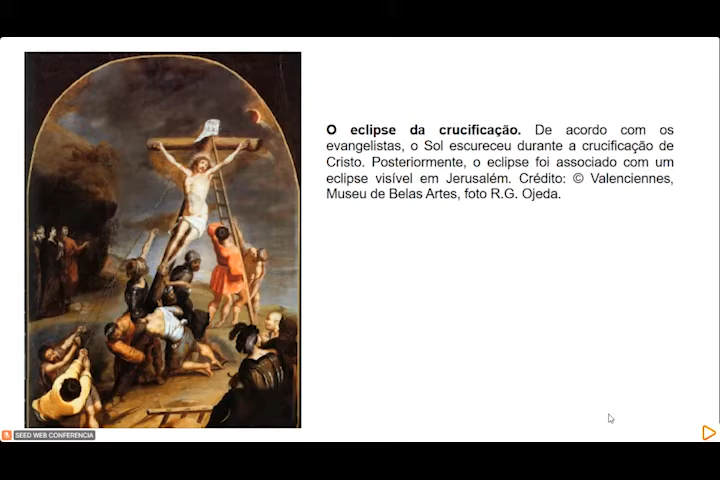 O eclipse da crucificação. De acordo com os
evangelistas, o Sol escureceu durante a crucificação de
Cristo. Posteriormente, o eclipse foi associado com um
eclipse visível em Jerusalém. Crédito: © Valenciennes,
Museu de Belas Artes, foto R.G. Ojeda.
SEED WEB CONFERENCIA